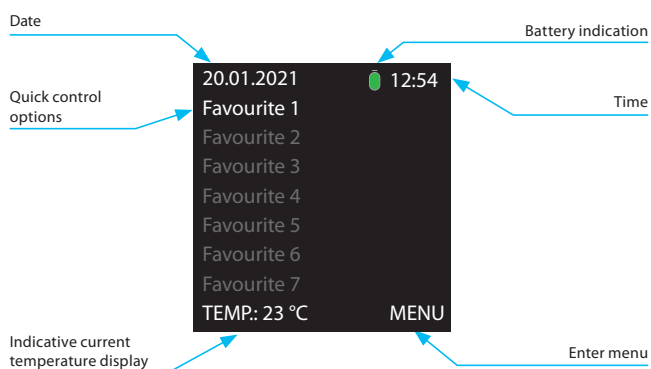 Date
Battery indication
20.01.2021 12:54
Quick control
options
Time
Favourite 1
Favourite 2
Favourite 3
Favourite 4
Favourite 5
Favourite 6
Favourite 7
TEMP.: 23 °C MENU
Indicative current
temperature display
Enter menu